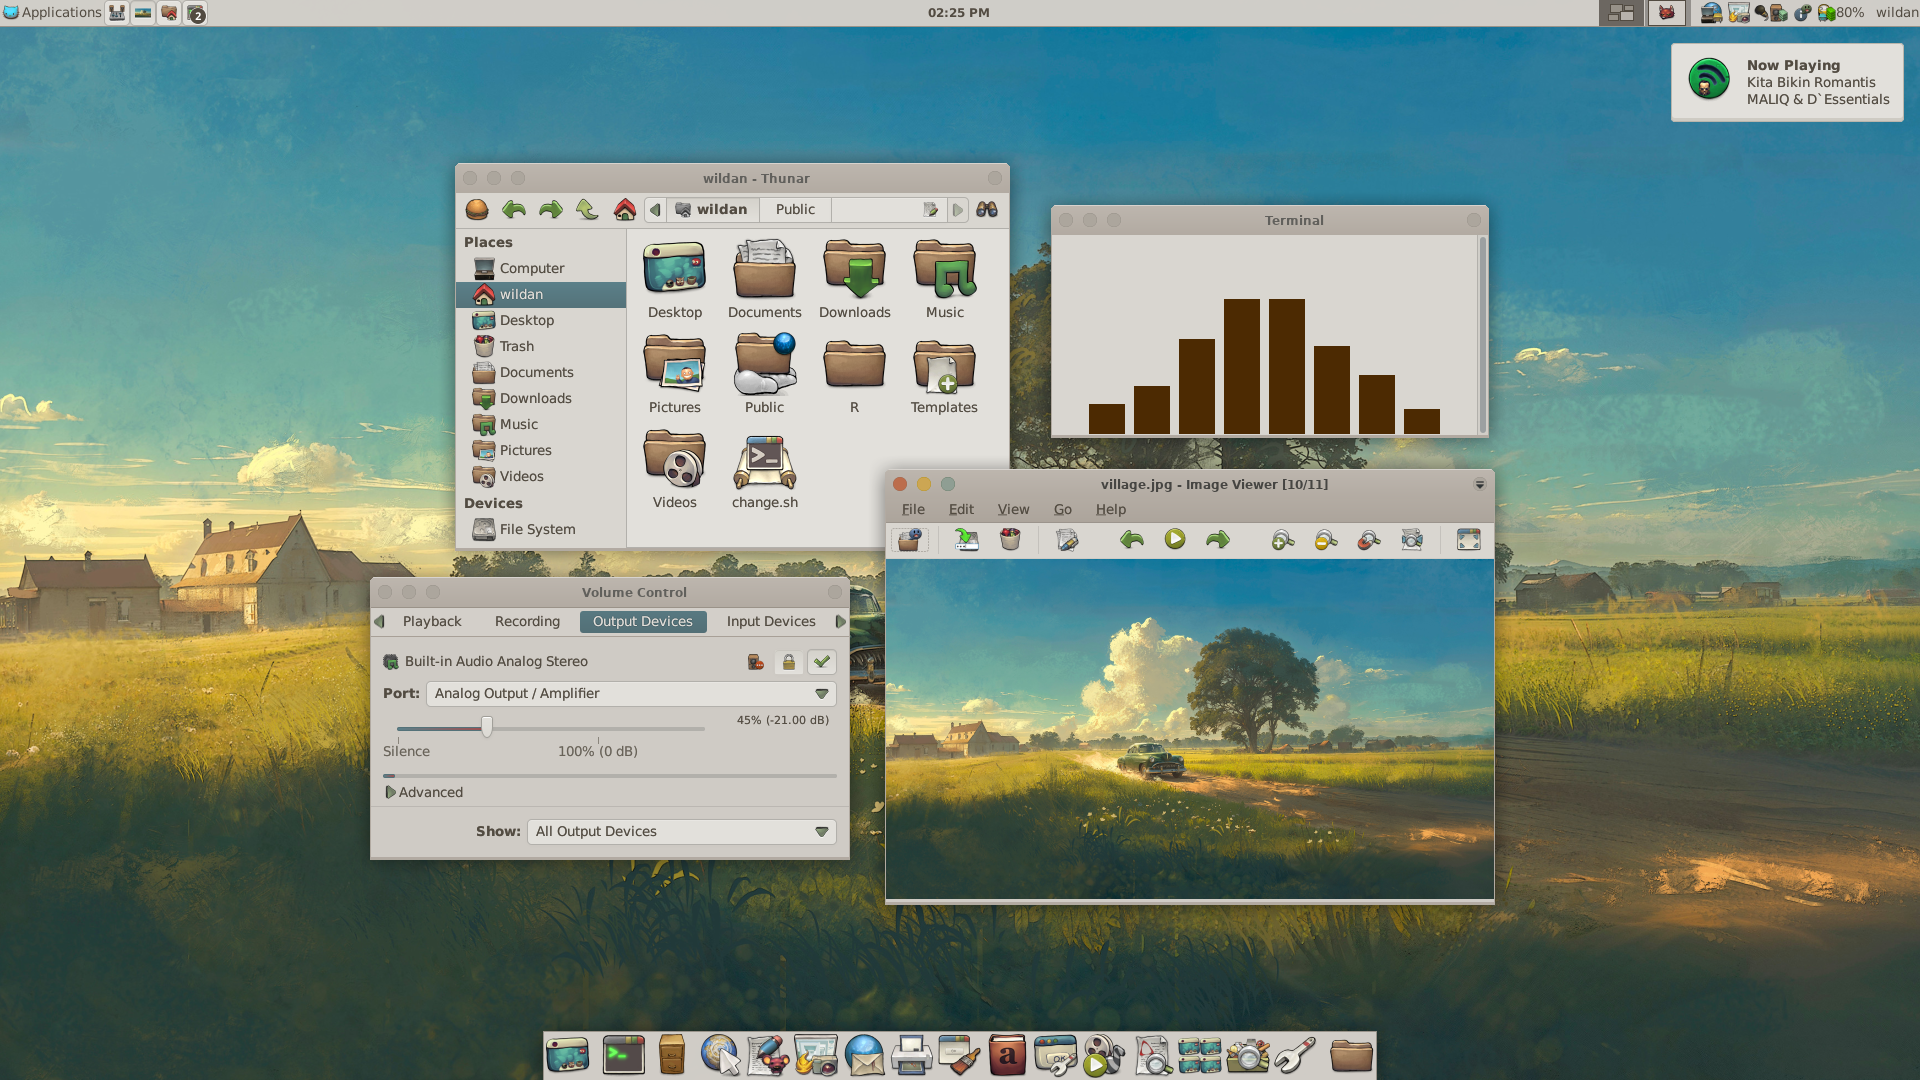 Applications
2
02:25 PM
80%
wildan
Now Playing
Kita Bikin Romantis
MALIQ & D`Essentials
wildan - Thunar
wildan
Public
Places
Computer
wildan
Desktop
Trash
Documents
Downloads
Music
Pictures
Videos
Devices
File System
Desktop
Documents
Downloads
Music
Pictures
Public
R
Templates
Videos
change.sh
Terminal
village.jpg - Image Viewer [10/11]
File
Edit
View
Go
Help
Volume Control
Playback
Recording
Output Devices
Input Devices
Built-in Audio Analog Stereo
Port:
Analog Output / Amplifier
45% (-21.00 dB)
Silence
100% (0 dB)
Advanced
Show:
All Output Devices
a
OK